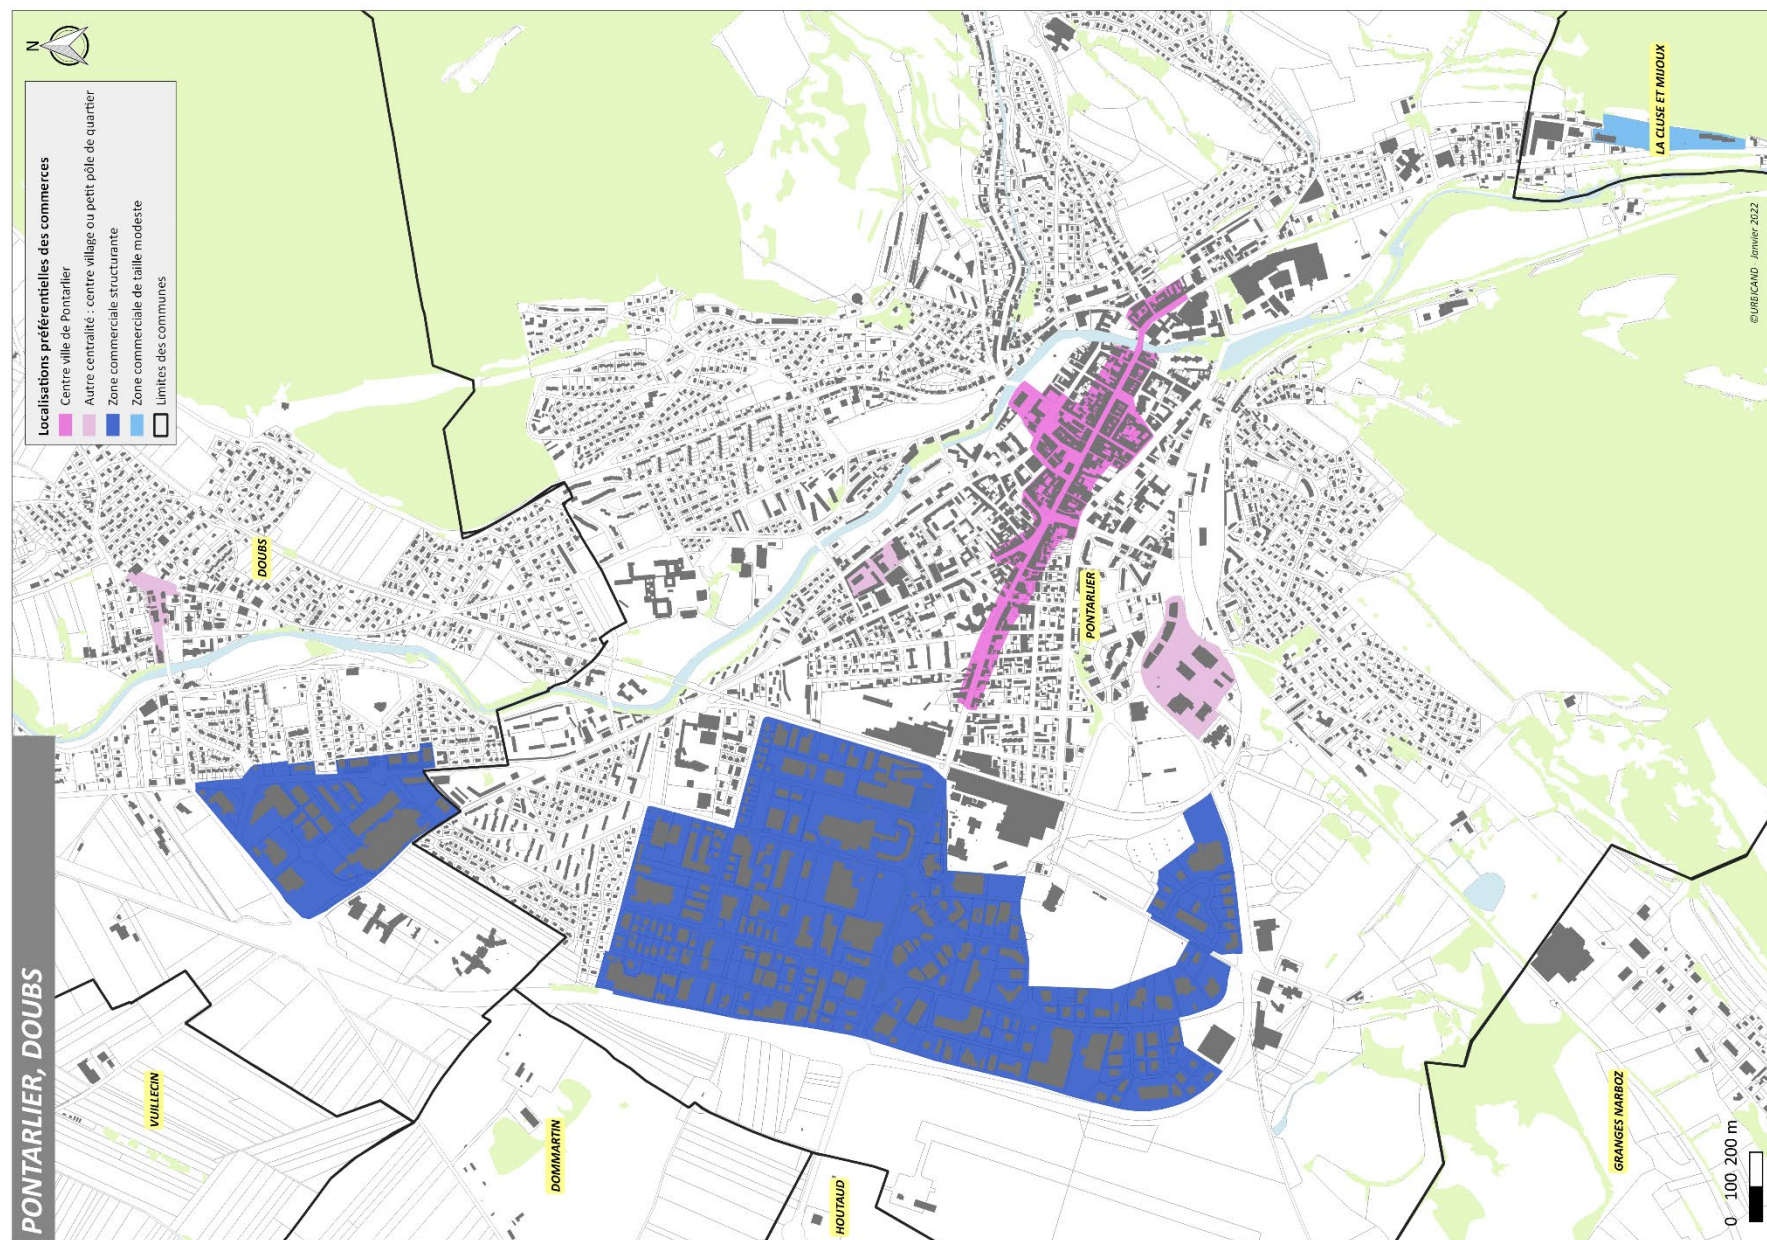 PONTARLIER, DOUBS
N
Localisations préférentielles des commerces
Centre ville de Pontarlier
Autre centralité : centre village ou petit pôle de quartier
Zone commerciale structurante
Zone commerciale de taille modeste
Limites des communes
VUILLECIN
DOUBS
DOMMARTIN
HOUTAUD
PONTARLIER
GRANGES NARBOZ
LA CLUSE ET MIJOUX
0 100 200 m
©URBICAND Janvier 2022